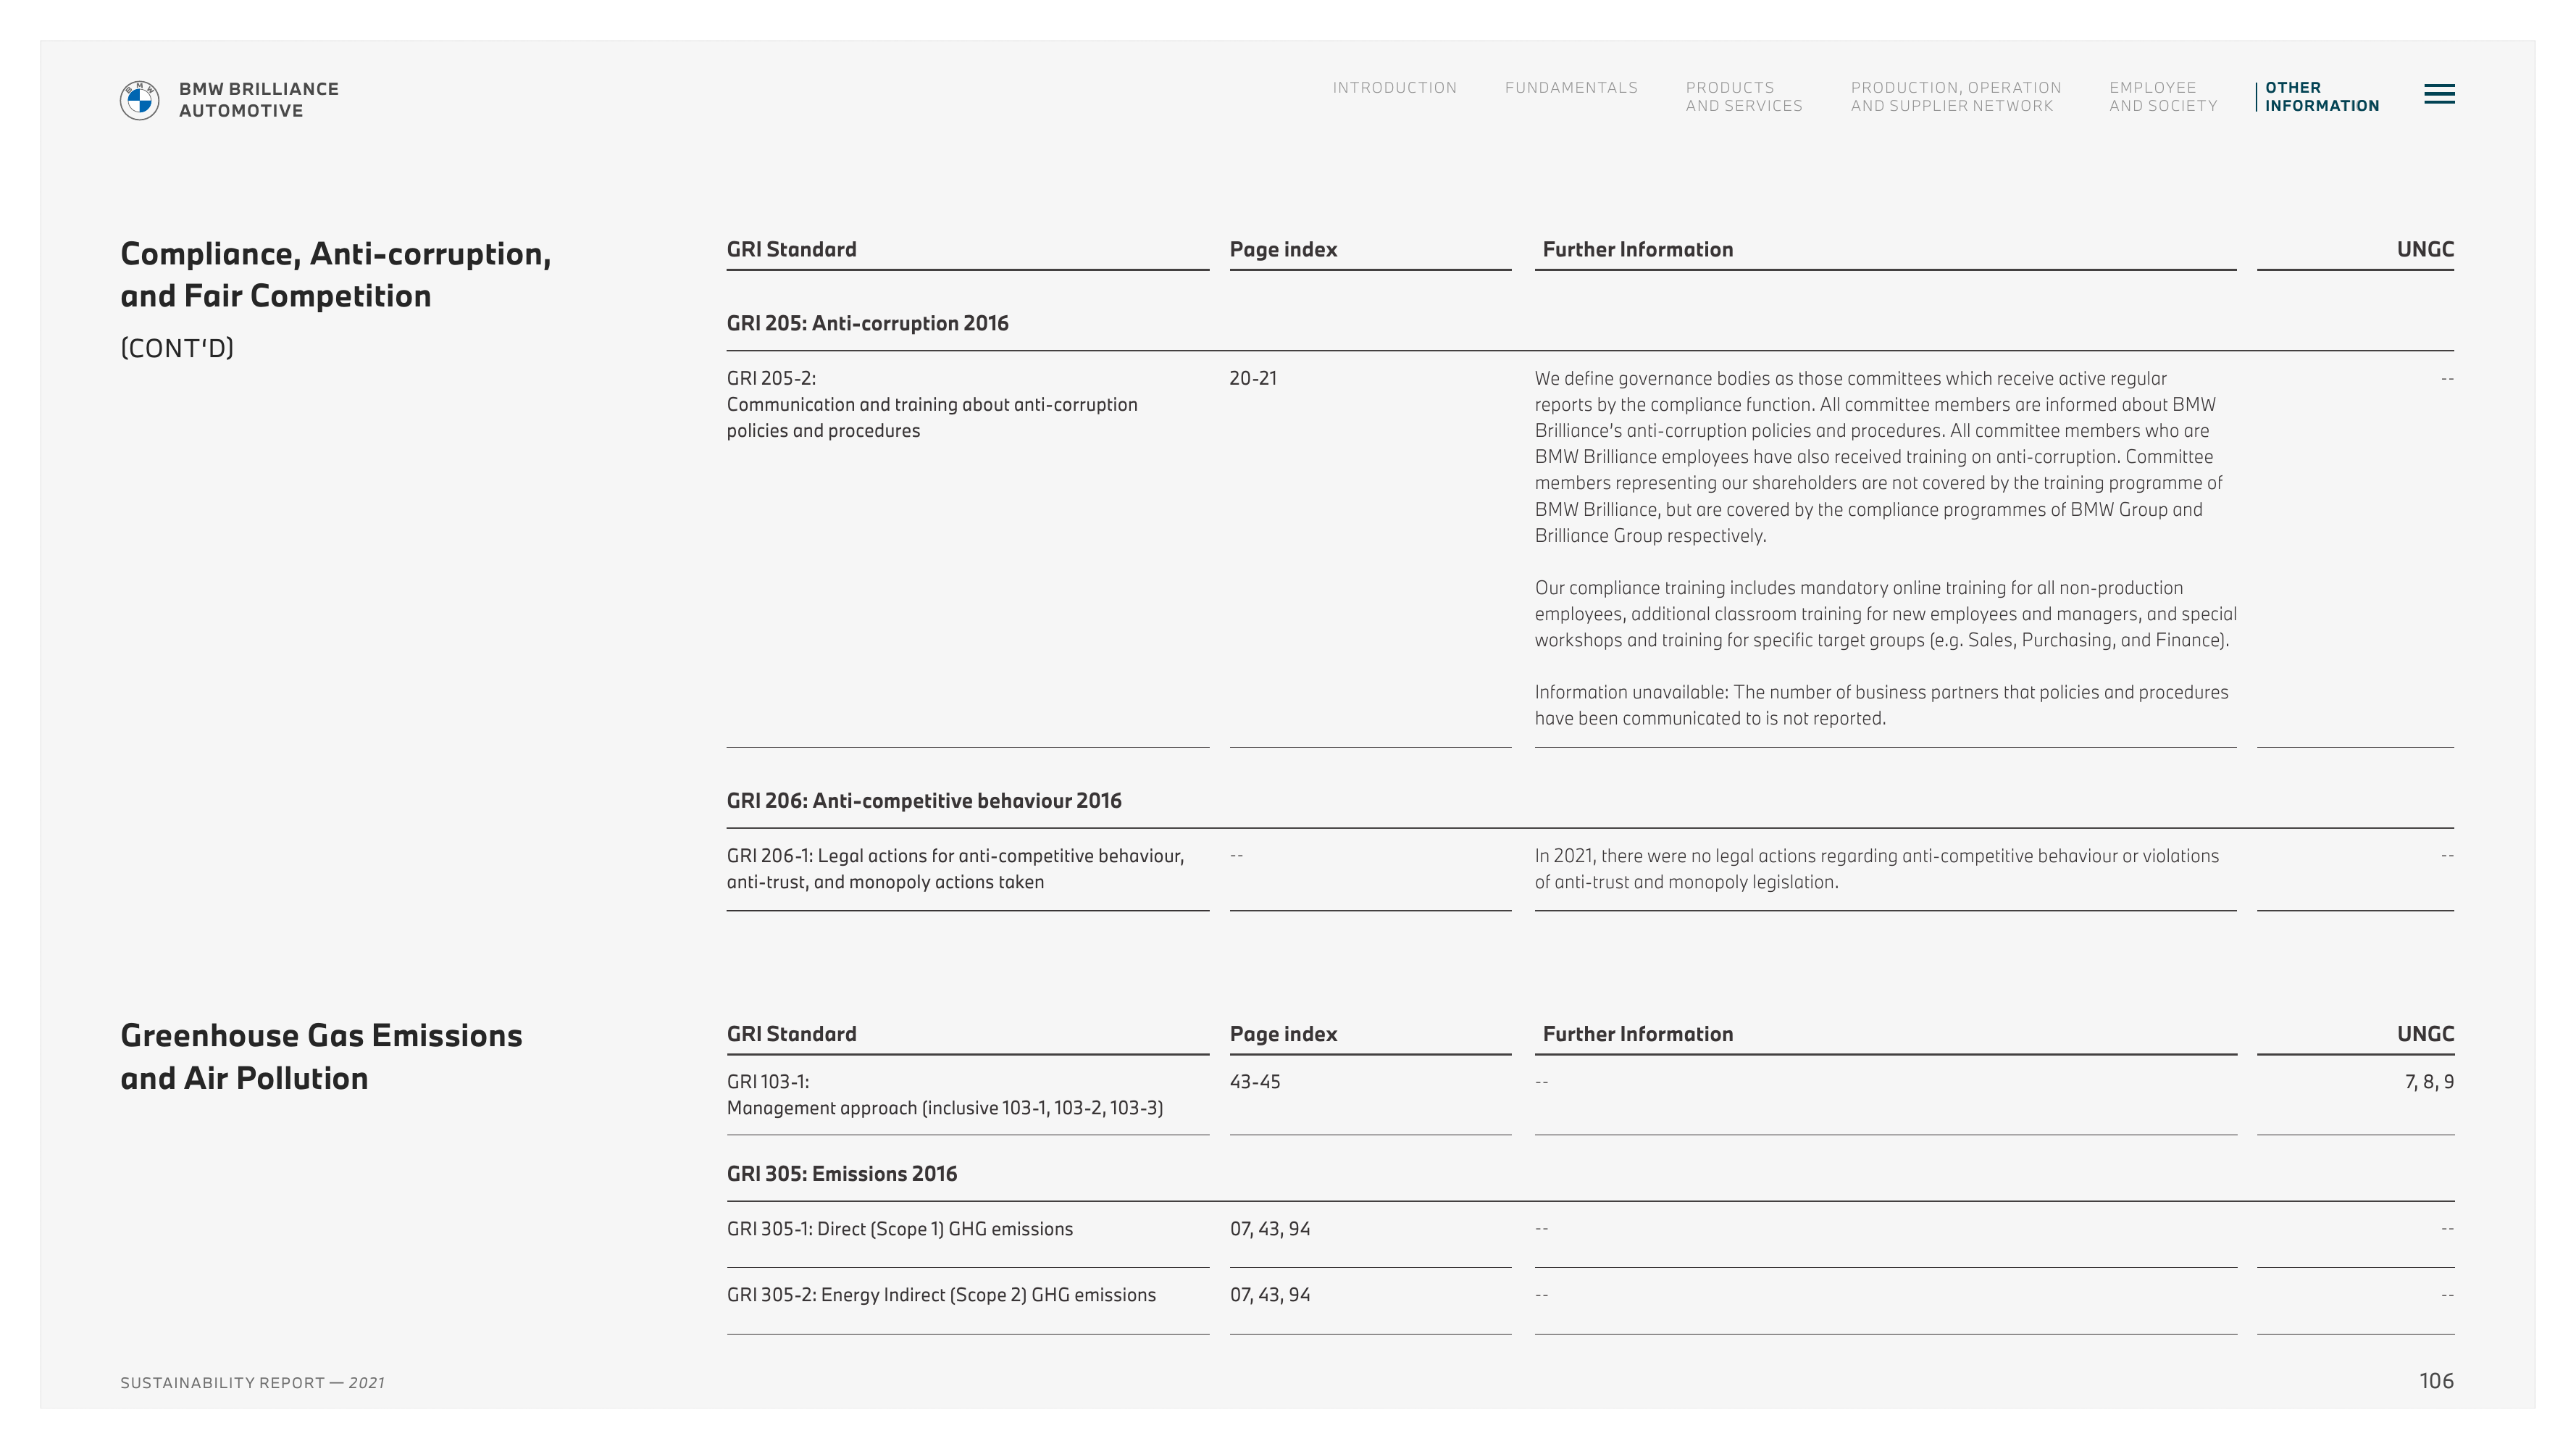 BMW
BMW BRILLIANCE
AUTOMOTIVE
INTRODUCTION
FUNDAMENTALS
PRODUCTS
AND SERVICES
PRODUCTION, OPERATION
AND SUPPLIER NETWORK
EMPLOYEE
AND SOCIETY
OTHER
INFORMATION
Compliance, Anti-corruption,
and Fair Competition
(CONT‘D)
GRI Standard Page index Further Information UNGC
GRI 205: Anti-corruption 2016
GRI 205-2:
Communication and training about anti-corruption
policies and procedures
20-21
We define governance bodies as those committees which receive active regular
reports by the compliance function. All committee members are informed about BMW
Brilliance’s anti-corruption policies and procedures. All committee members who are
BMW Brilliance employees have also received training on anti-corruption. Committee
members representing our shareholders are not covered by the training programme of
BMW Brilliance, but are covered by the compliance programmes of BMW Group and
Brilliance Group respectively.
Our compliance training includes mandatory online training for all non-production
employees, additional classroom training for new employees and managers, and special
workshops and training for specific target groups (e.g. Sales, Purchasing, and Finance).
Information unavailable: The number of business partners that policies and procedures
have been communicated to is not reported.
--
GRI 206: Anti-competitive behaviour 2016
GRI 206-1: Legal actions for anti-competitive behaviour,
anti-trust, and monopoly actions taken
--
In 2021, there were no legal actions regarding anti-competitive behaviour or violations
of anti-trust and monopoly legislation.
--
Greenhouse Gas Emissions
and Air Pollution
GRI Standard Page index Further Information UNGC
GRI 103-1:
Management approach (inclusive 103-1, 103-2, 103-3)
43-45
--
7, 8, 9
GRI 305: Emissions 2016
GRI 305-1: Direct (Scope 1) GHG emissions 07, 43, 94 -- --
GRI 305-2: Energy Indirect (Scope 2) GHG emissions 07, 43, 94 -- --
SUSTAINABILITY REPORT — 2021
106